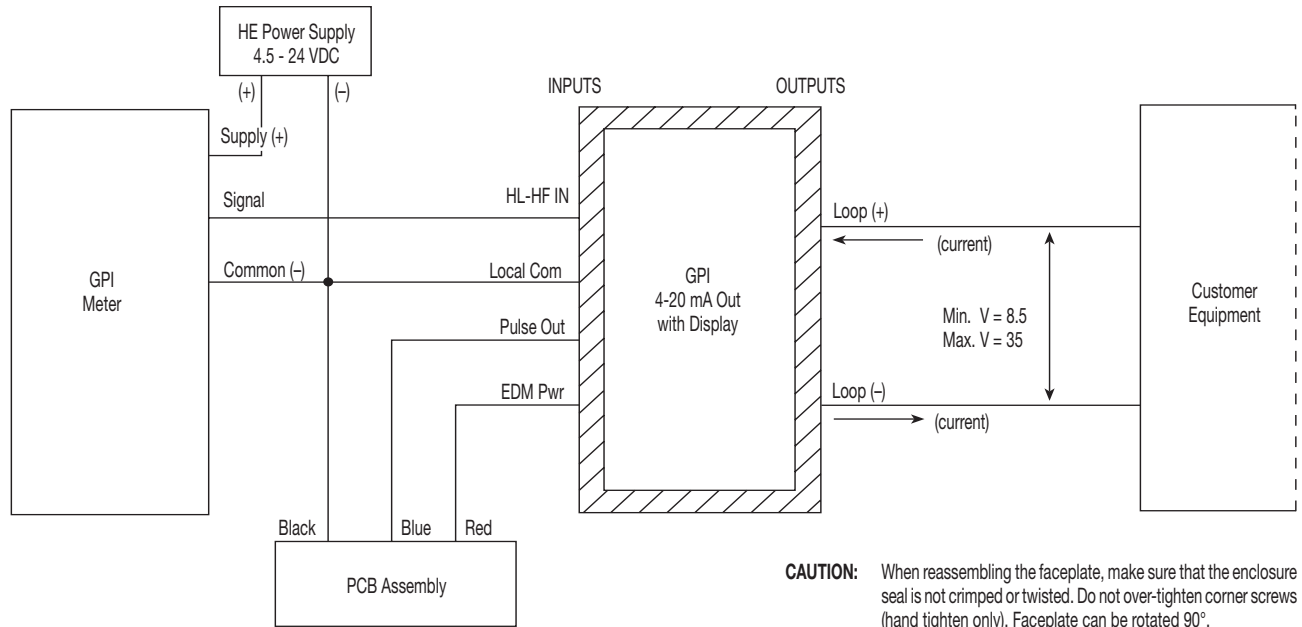 HE Power Supply
4.5 - 24 VDC
(+)
(–)
INPUTS
OUTPUTS
Supply (+)
Signal
HL-HF IN
Loop (+)
(current)
Common (–)
Local Com
GPI
Meter
GPI
4-20 mA Out
with Display
Customer
Equipment
Min. V = 8.5
Max. V = 35
Pulse Out
EDM Pwr
Loop (–)
(current)
Black
Blue
Red
PCB Assembly
CAUTION: When reassembling the faceplate, make sure that the enclosure
seal is not crimped or twisted. Do not over-tighten corner screws
(hand tighten only). Faceplate can be rotated 90°.